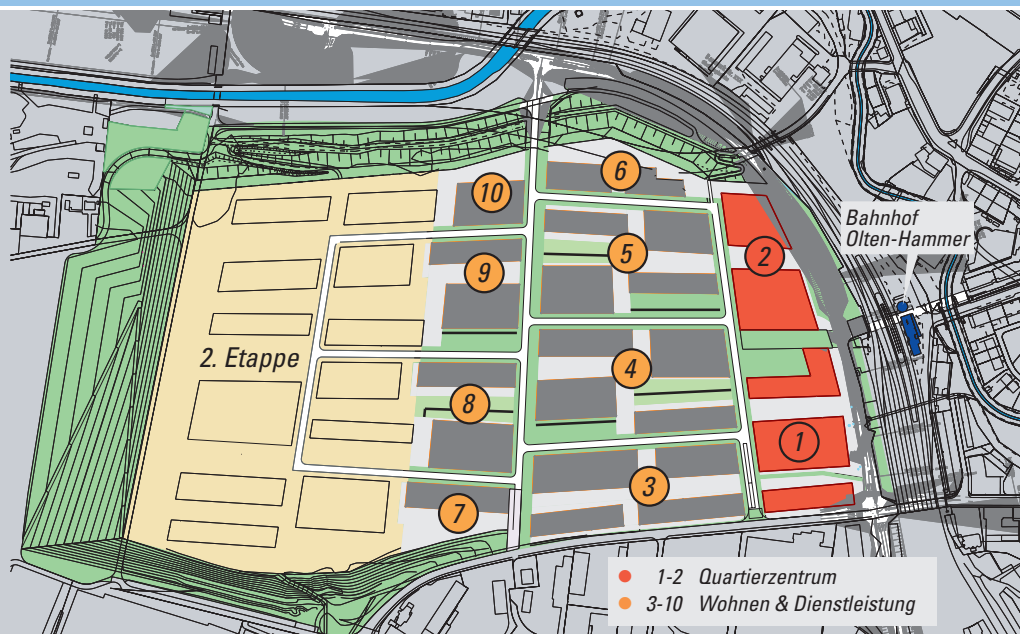 6
10
Bahnhof
Olten-Hammer
5
2
9
2. Etappe
4
8
1
3
7
1-2 Quartierzentrum
3-10 Wohnen & Dienstleistung